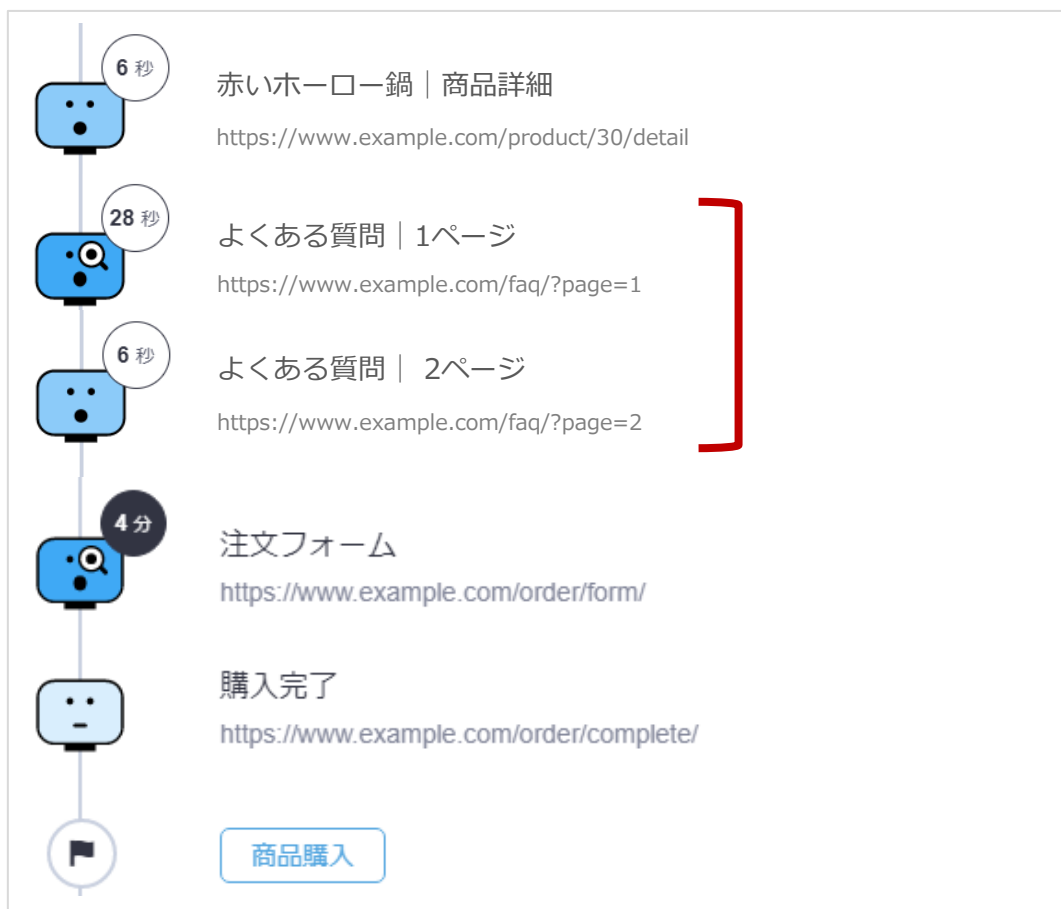 6 秒
赤いホーロー鍋｜商品詳細
https://www.example.com/product/30/detail
28 秒
よくある質問｜1ページ
https://www.example.com/faq/?page=1
6 秒
よくある質問｜ 2ページ
https://www.example.com/faq/?page=2
4 分
注文フォーム
https://www.example.com/order/form/
購入完了
https://www.example.com/order/complete/
商品購入